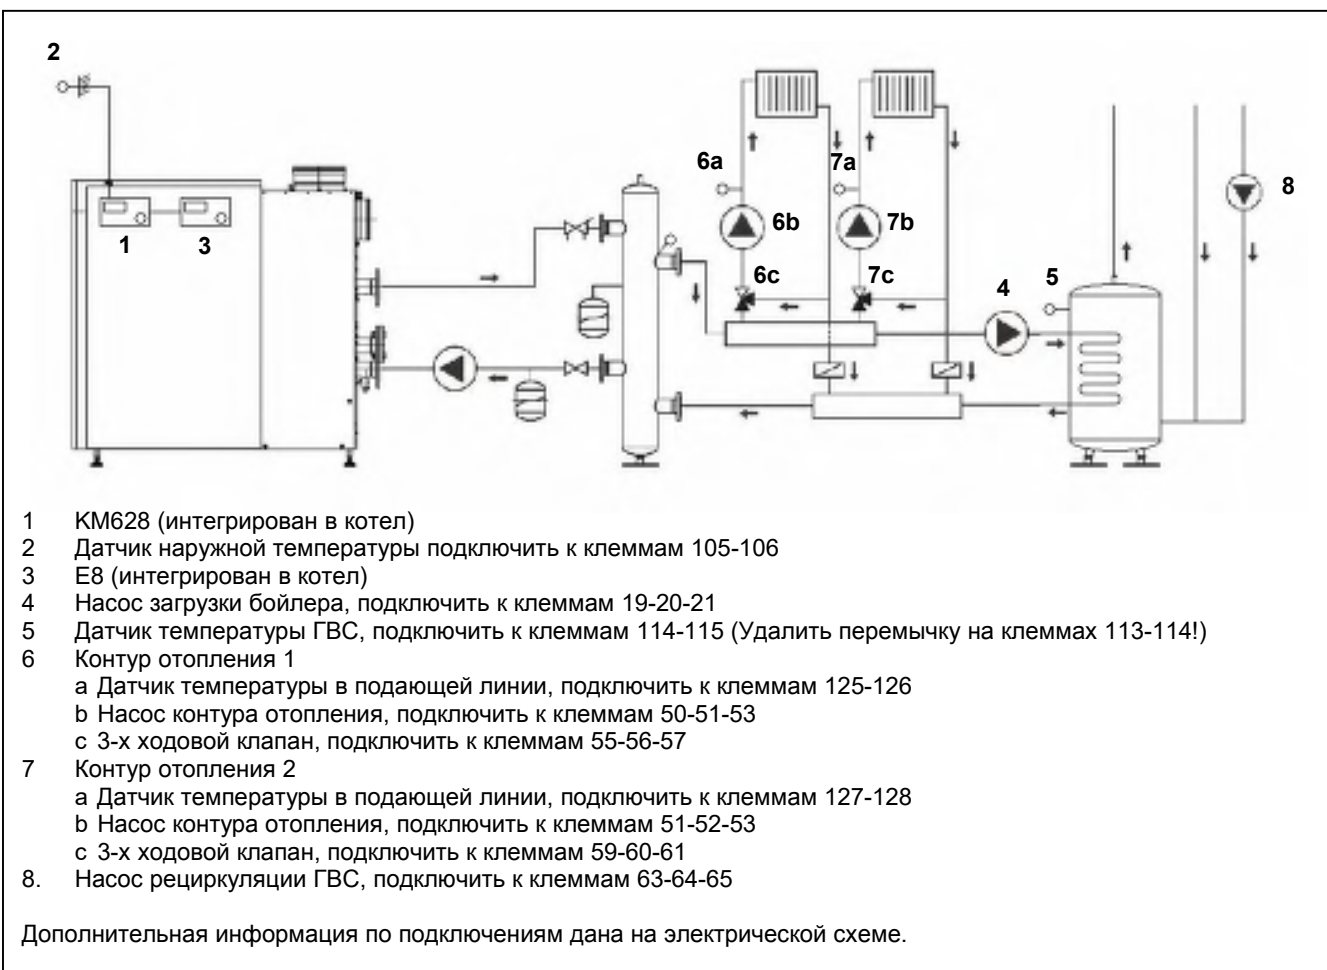 2
6a
7a
8
6b
7b
1
3
6c
7c
4
5
1 KM628 (интегрирован в котел)
2 Датчик наружной температуры подключить к клеммам 105-106
3 E8 (интегрирован в котел)
4 Насос загрузки бойлера, подключить к клеммам 19-20-21
5 Датчик температуры ГВС, подключить к клеммам 114-115 (Удалить перемычку на клеммах 113-114!)
6 Контур отопления 1
a Датчик температуры в подающей линии, подключить к клеммам 125-126
b Насос контура отопления, подключить к клеммам 50-51-53
c 3-х ходовой клапан, подключить к клеммам 55-56-57
7 Контур отопления 2
a Датчик температуры в подающей линии, подключить к клеммам 127-128
b Насос контура отопления, подключить к клеммам 51-52-53
c 3-х ходовой клапан, подключить к клеммам 59-60-61
8. Насос рециркуляции ГВС, подключить к клеммам 63-64-65
Дополнительная информация по подключениям дана на электрической схеме.